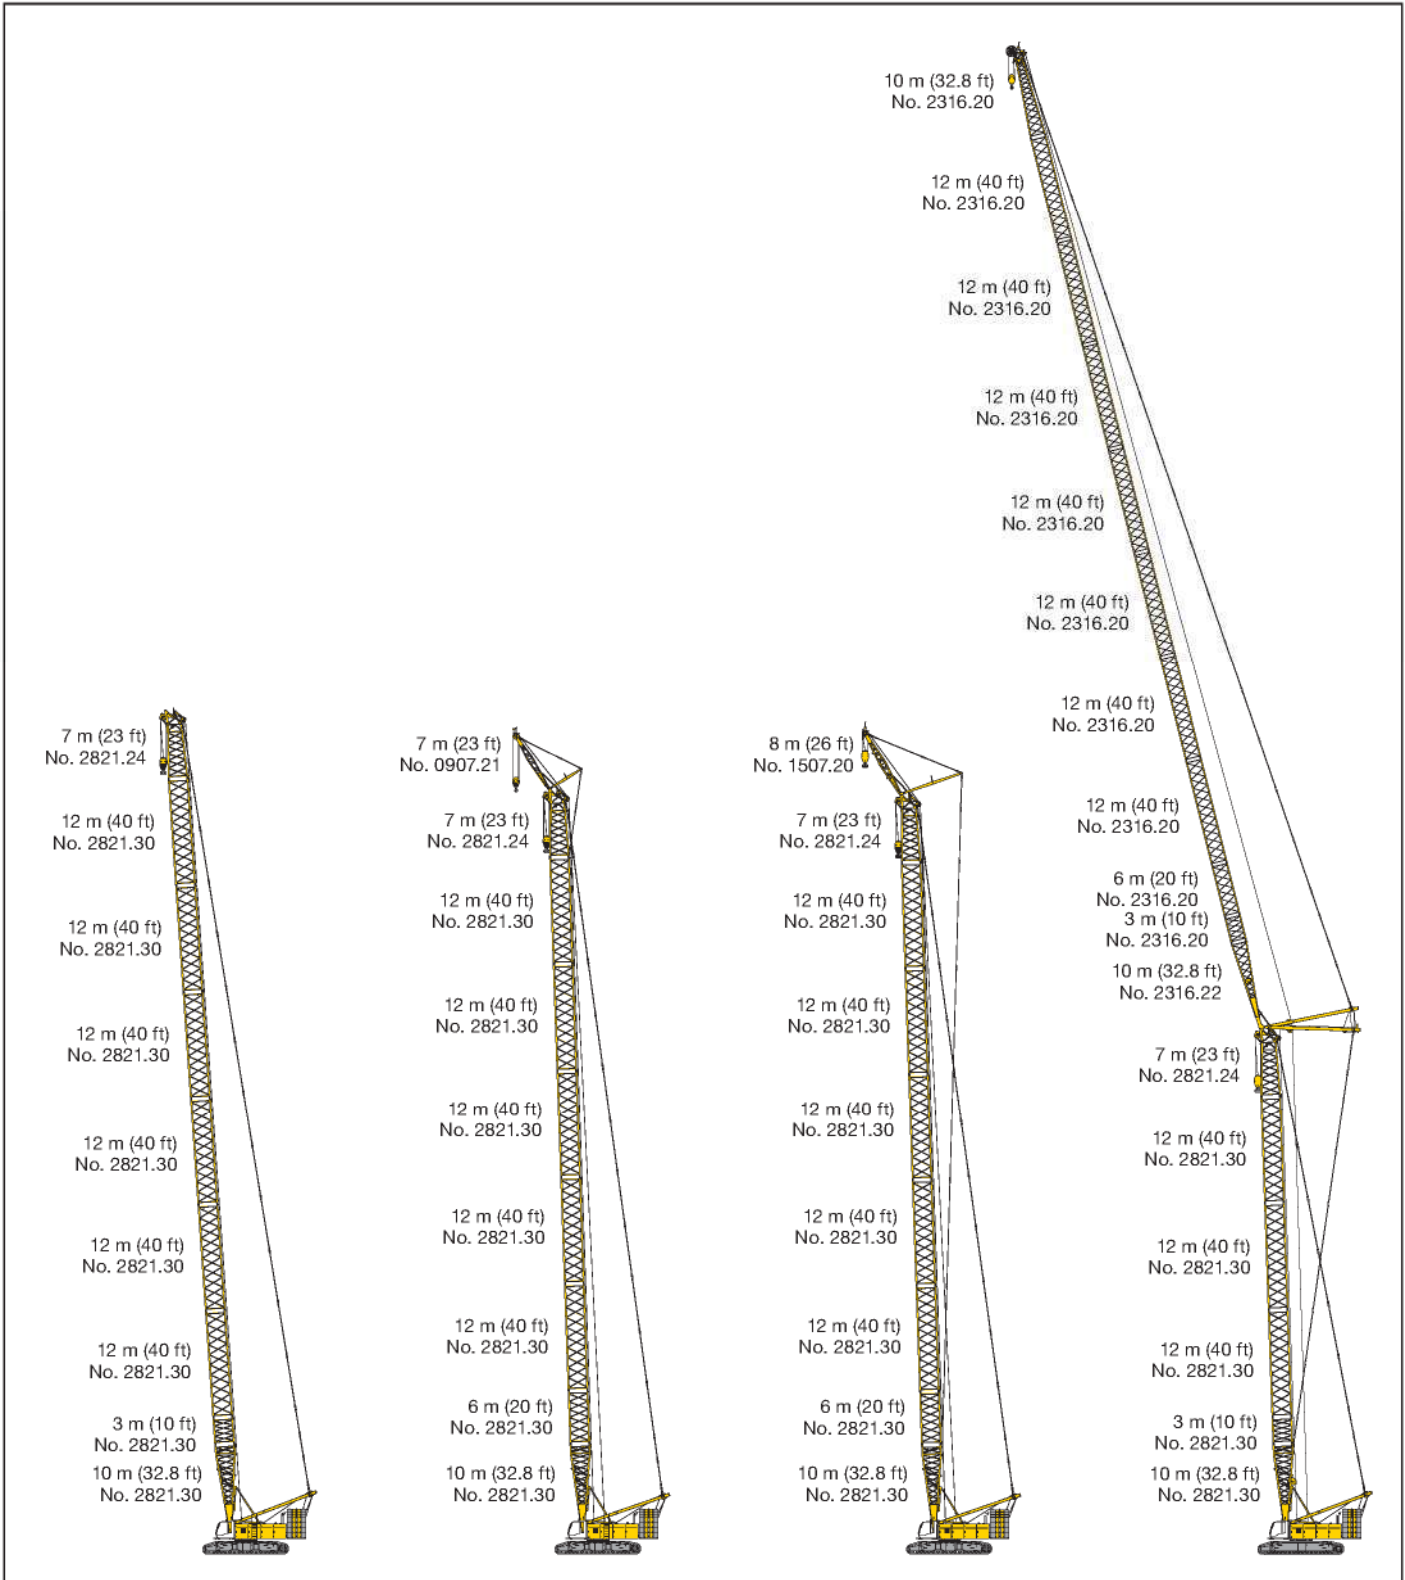 7 m (23 ft)
No. 2821.24
12 m (40 ft)
No. 2821.30
12 m (40 ft)
No. 2821.30
12 m (40 ft)
No. 2821.30
12 m (40 ft)
No. 2821.30
12 m (40 ft)
No. 2821.30
12 m (40 ft)
No. 2821.30
3 m (10 ft)
No. 2821.30
10 m (32.8 ft)
No. 2821.30
7 m (23 ft)
No. 0907.21
7 m (23 ft)
No. 2821.24
12 m (40 ft)
No. 2821.30
12 m (40 ft)
No. 2821.30
12 m (40 ft)
No. 2821.30
12 m (40 ft)
No. 2821.30
12 m (40 ft)
No. 2821.30
6 m (20 ft)
No. 2821.30
10 m (32.8 ft)
No. 2821.30
8 m (26 ft)
No. 1507.20
7 m (23 ft)
No. 2821.24
12 m (40 ft)
No. 2821.30
12 m (40 ft)
No. 2821.30
12 m (40 ft)
No. 2821.30
12 m (40 ft)
No. 2821.30
12 m (40 ft)
No. 2821.30
6 m (20 ft)
No. 2821.30
10 m (32.8 ft)
No. 2821.30
10 m (32.8 ft)
No. 2316.20
12 m (40 ft)
No. 2316.20
12 m (40 ft)
No. 2316.20
12 m (40 ft)
No. 2316.20
12 m (40 ft)
No. 2316.20
12 m (40 ft)
No. 2316.20
12 m (40 ft)
No. 2316.20
12 m (40 ft)
No. 2316.20
6 m (20 ft)
No. 2316.20
3 m (10 ft)
No. 2316.20
10 m (32.8 ft)
No. 2316.22
7 m (23 ft)
No. 2821.24
12 m (40 ft)
No. 2821.30
12 m (40 ft)
No. 2821.30
12 m (40 ft)
No. 2821.30
3 m (10 ft)
No. 2821.30
10 m (32.8 ft)
No. 2821.30